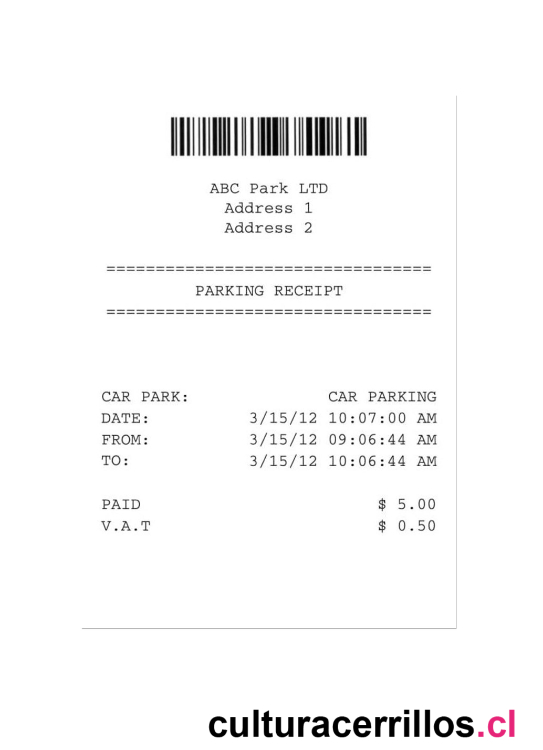 ABC Park LTD
Address 1
Address 2
=================================
PARKING RECEIPT
=================================
CAR PARK: CAR PARKING
DATE: 3/15/12 10:07:00 AM
FROM: 3/15/12 09:06:44 AM
TO: 3/15/12 10:06:44 AM
PAID $ 5.00
V.A.T $ 0.50
culturacerrillos.cl